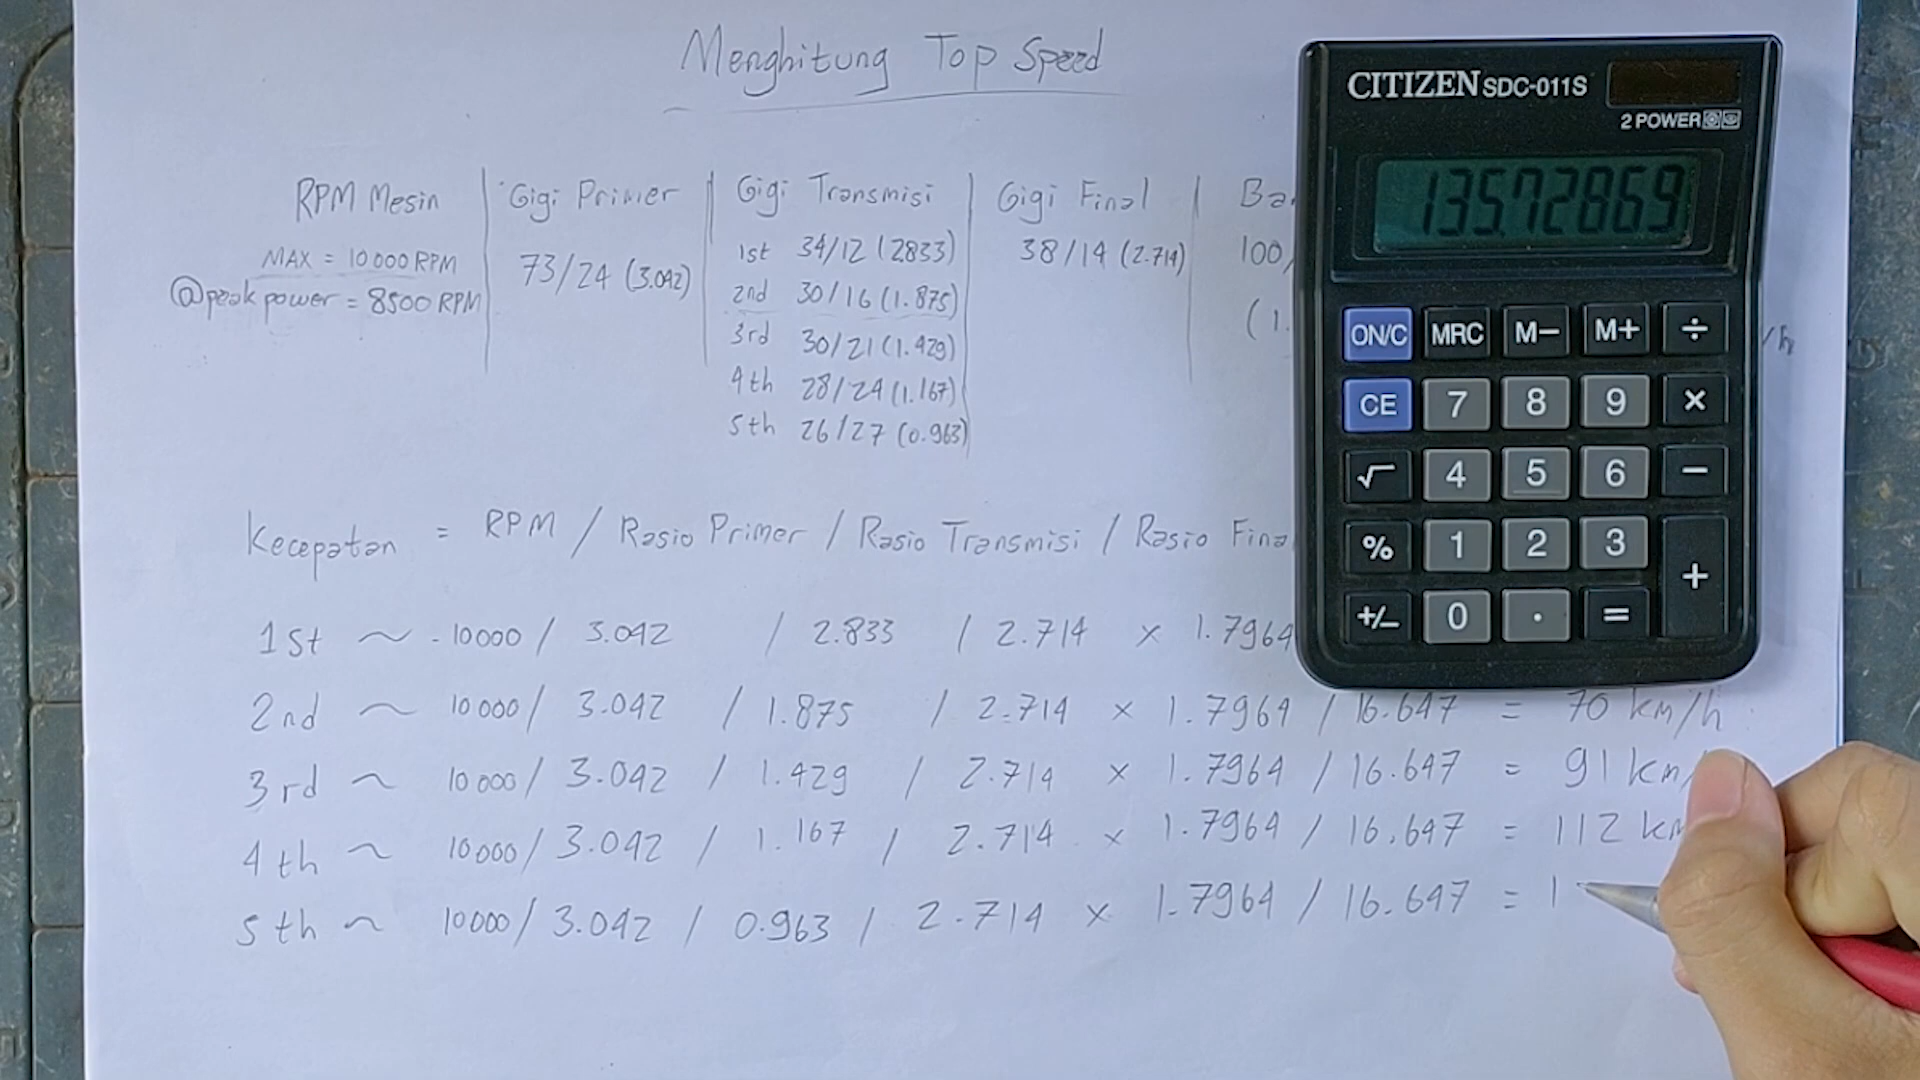 Menghitung Top Speed
RPM Mesin
MAX = 10000 RPM
@peak power = 8500 RPM
Gigi Primer
73/24 (3.042)
Gigi Transmisi
1st 34/12 (2833)
2nd 30/16 (1.875)
3rd 30/21 (1.429)
4th 28/24 (1.167)
5th 26/27 (0.963)
Gigi Final
38/14 (2.714)
100/
(1.
/h
Kecepatan = RPM / Rasio Primer / Rasio Transmisi / Rasio Fina
1st ~ 10000 / 3.042 / 2.833 / 2.714 × 1.7964
2nd ~ 10000 / 3.042 / 1.875 / 2.714 × 1.7964 / 16.647 = 70 km/h
3rd ~ 10000 / 3.042 / 1.429 / 2.714 × 1.7964 / 16.647 = 91 km/
4th ~ 10000 / 3.042 / 1.167 / 2.714 × 1.7964 / 16.647 = 112 km
5th ~ 10000 / 3.042 / 0.963 / 2.714 × 1.7964 / 16.647 = 1
CITIZEN SDC-011S
2 POWER
135.72869
ON/C MRC M− M+ ÷
CE 7 8 9 ×
√ 4 5 6 −
% 1 2 3 +
+/− 0 . =